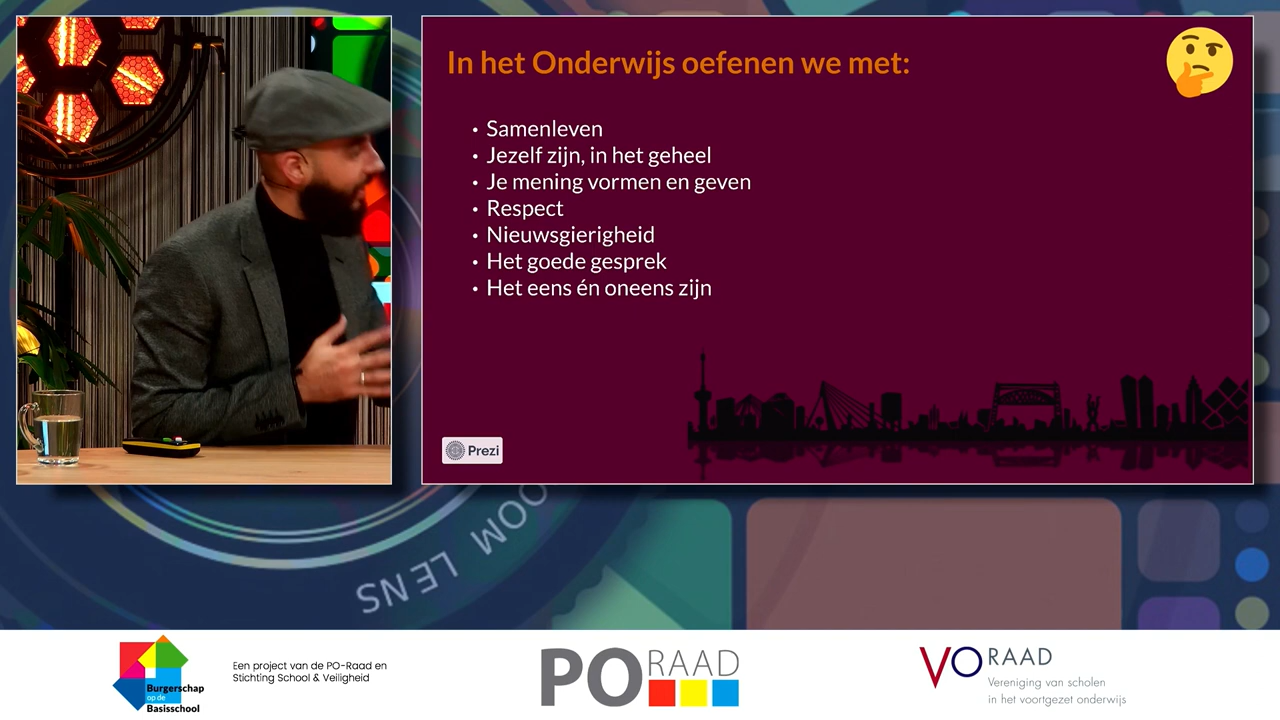 In het Onderwijs oefenen we met:
• Samenleven
• Jezelf zijn, in het geheel
• Je mening vormen en geven
• Respect
• Nieuwsgierigheid
• Het goede gesprek
• Het eens én oneens zijn
Prezi
OOM LENS
Burgerschap
op de
Basisschool
Een project van de PO-Raad en
Stichting School & Veiligheid
PO RAAD
VO RAAD
Vereniging van scholen
in het voortgezet onderwijs